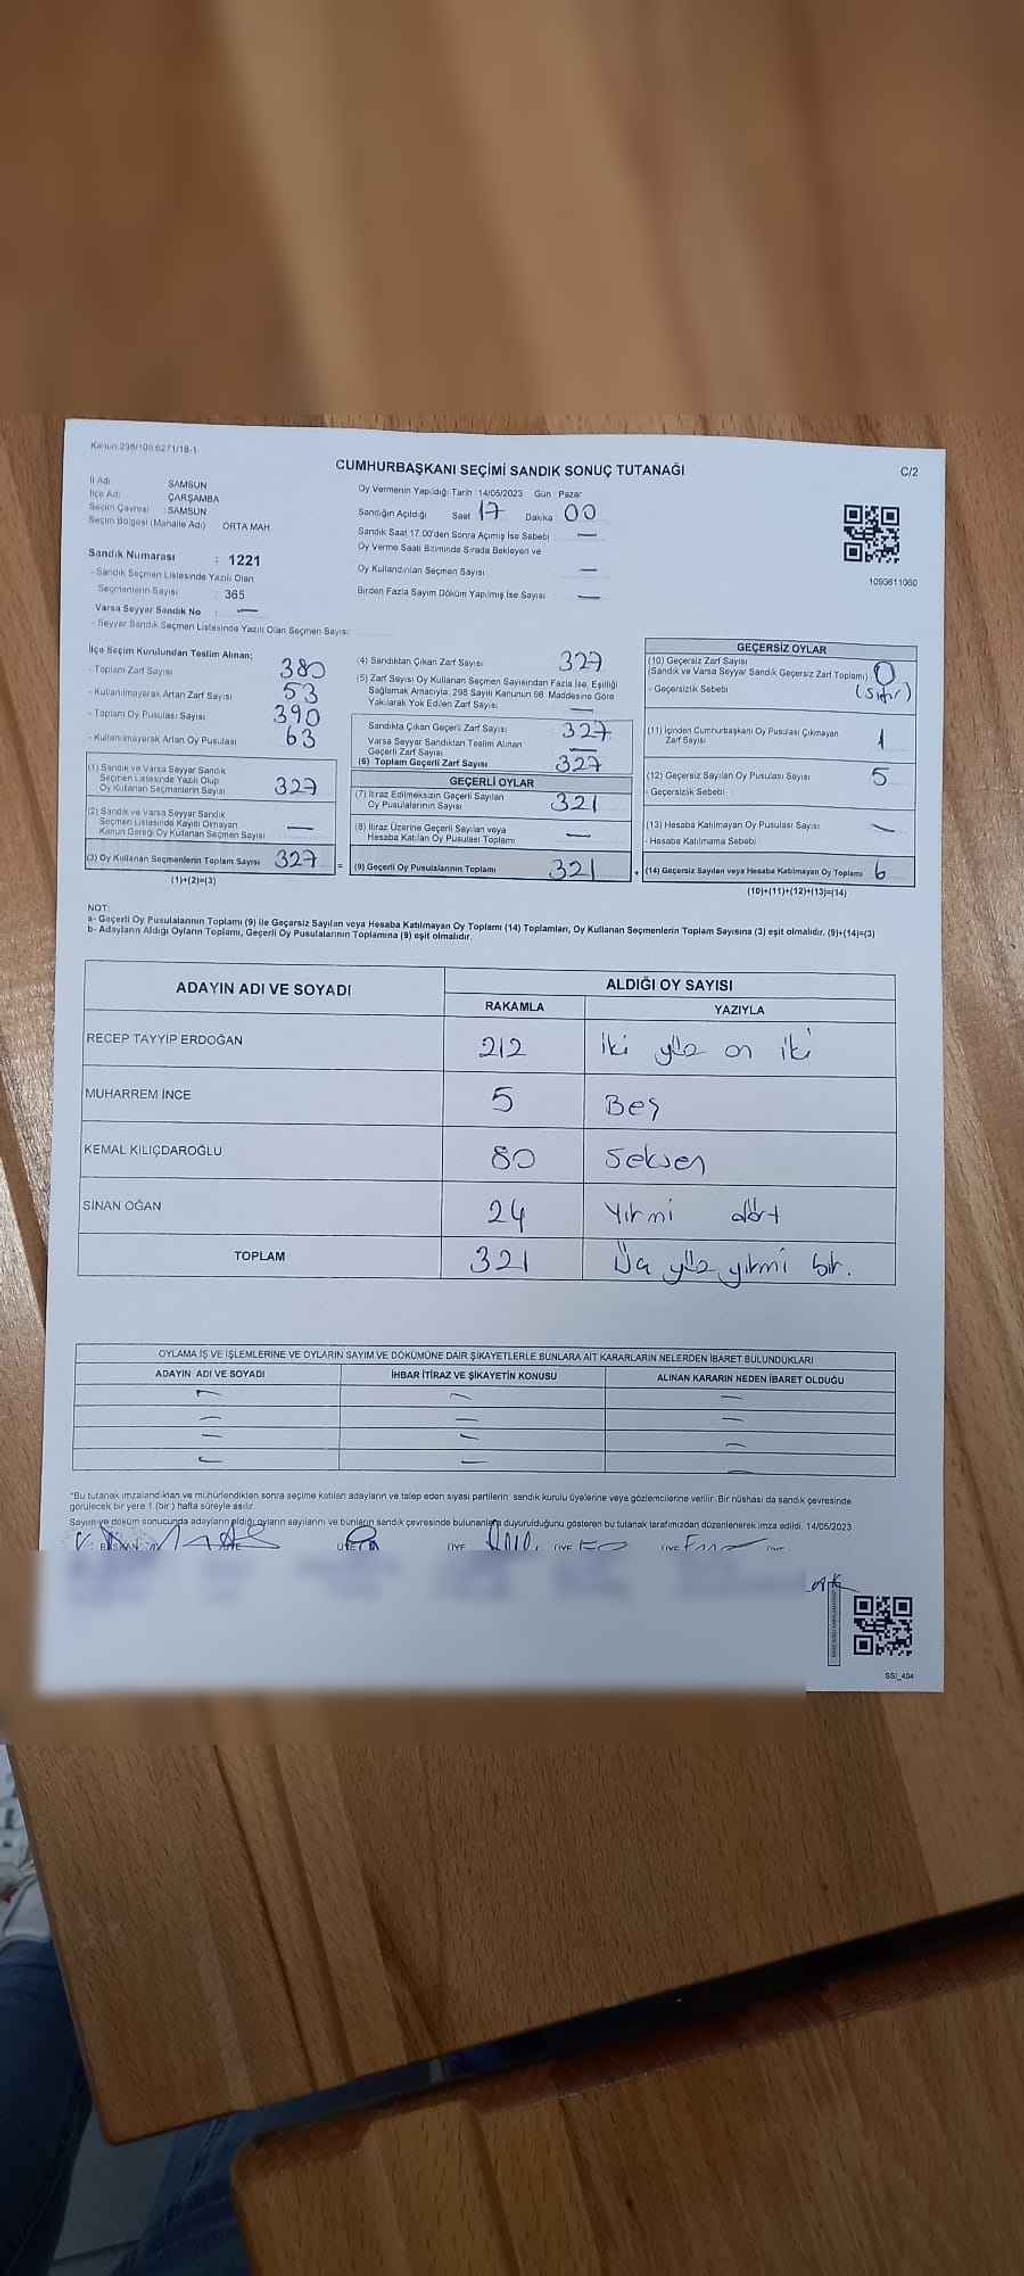 Kanun:298/105,6271/18-1
CUMHURBAŞKANI SEÇİMİ SANDIK SONUÇ TUTANAĞI
C/2
İl Adı SAMSUN
İlçe Adı ÇARŞAMBA
Seçim Çevresi : SAMSUN
Seçim Bölgesi (Mahalle Adı) ORTA MAH.
Sandık Numarası : 1221
- Sandık Seçmen Listesinde Yazılı Olan
Seçmenlerin Sayısı : 365
Varsa Seyyar Sandık No : —
- Seyyar Sandık Seçmen Listesinde Yazılı Olan Seçmen Sayısı:
Oy Vermenin Yapıldığı Tarih :14/05/2023 Gün : Pazar
Sandığın Açıldığı Saat 17 Dakika 00
Sandık Saat 17.00'den Sonra Açımış İse Sebebi : —
Oy Verme Saati Bitiminde Sırada Bekleyen ve
Oy Kullandırılan Seçmen Sayısı —
Birden Fazla Sayım Döküm Yapılmış İse Sayısı —
1093611060
İlçe Seçim Kurulundan Teslim Alınan;
- Toplam Zarf Sayısı 380
- Kullanılmayarak Artan Zarf Sayısı 53
- Toplam Oy Pusulası Sayısı 390
- Kullanılmayarak Artan Oy Pusulası 63
(1) Sandık ve Varsa Seyyar Sandık
Seçmen Listesinde Yazılı Olup
Oy Kullanan Seçmenlerin Sayısı 327
(2) Sandık ve Varsa Seyyar Sandık
Seçmen Listesinde Kayıtlı Olmayan
Kanun Gereği Oy Kullanan Seçmen Sayısı —
(3) Oy Kullanan Seçmenlerin Toplam Sayısı 327 =
(1)+(2)=(3)
(4) Sandıktan Çıkan Zarf Sayısı 327
(5) Zarf Sayısı Oy Kullanan Seçmen Sayısından Fazla İse, Eşitliği
Sağlamak Amacıyla, 298 Sayılı Kanunun 98. Maddesine Göre
Yakılarak Yok Edilen Zarf Sayısı —
Sandıkta Çıkan Geçerli Zarf Sayısı 327
Varsa Seyyar Sandıktan Teslim Alınan
Geçerli Zarf Sayısı —
(6) Toplam Geçerli Zarf Sayısı 327
GEÇERLİ OYLAR
(7) İtiraz Edilmeksizin Geçerli Sayılan
Oy Pusulalarının Sayısı 321
(8) İtiraz Üzerine Geçerli Sayılan veya
Hesaba Katılan Oy Pusulası Toplamı —
(9) Geçerli Oy Pusulalarının Toplamı 321 +
GEÇERSİZ OYLAR
(10) Geçersiz Zarf Sayısı
(Sandık ve Varsa Seyyar Sandık Geçersiz Zarf Toplamı) 0
- Geçersizlik Sebebi (Sıfır)
(11) İçinden Cumhurbaşkanı Oy Pusulası Çıkmayan
Zarf Sayısı 1
(12) Geçersiz Sayılan Oy Pusulası Sayısı 5
- Geçersizlik Sebebi
(13) Hesaba Katılmayan Oy Pusulası Sayısı —
- Hesaba Katılmama Sebebi
(14) Geçersiz Sayılan veya Hesaba Katılmayan Oy Toplamı 6
(10)+(11)+(12)+(13)=(14)
NOT:
a- Geçerli Oy Pusulalarının Toplamı (9) ile Geçersiz Sayılan veya Hesaba Katılmayan Oy Toplamı (14) Toplamları, Oy Kullanan Seçmenlerin Toplam Sayısına (3) eşit olmalıdır. (9)+(14)=(3)
b- Adayların Aldığı Oyların Toplamı, Geçerli Oy Pusulalarının Toplamına (9) eşit olmalıdır.
ADAYIN ADI VE SOYADI ALDIĞI OY SAYISI
RAKAMLA YAZIYLA
RECEP TAYYİP ERDOĞAN 212 iki yüz on iki
MUHARREM İNCE 5 Beş
KEMAL KILIÇDAROĞLU 80 Seksen
SİNAN OĞAN 24 Yirmi dört
TOPLAM 321 Üç yüz yirmi bir.
OYLAMA İŞ VE İŞLEMLERİNE VE OYLARIN SAYIM VE DÖKÜMÜNE DAİR ŞİKAYETLERLE BUNLARA AİT KARARLARIN NELERDEN İBARET BULUNDUKLARI
ADAYIN ADI VE SOYADI İHBAR İTİRAZ VE ŞİKAYETİN KONUSU ALINAN KARARIN NEDEN İBARET OLDUĞU
— — —
— — —
— — —
— — —
*Bu tutanak imzalandıktan ve mühürlendikten sonra seçime katılan adayların ve talep eden siyasi partilerin sandık kurulu üyelerine veya gözlemcilerine verilir. Bir nüshası da sandık çevresinde
görülecek bir yere 1 (bir) hafta süreyle asılır.
Sayım ve döküm sonucunda adayların aldığı oyların sayılarını ve bunların sandık çevresinde bulunanlara duyurulduğunu gösteren bu tutanak tarafımızdan düzenlenerek imza edildi. 14/05/2023
BAŞKAN ÜYE ÜYE ÜYE ÜYE ÜYE